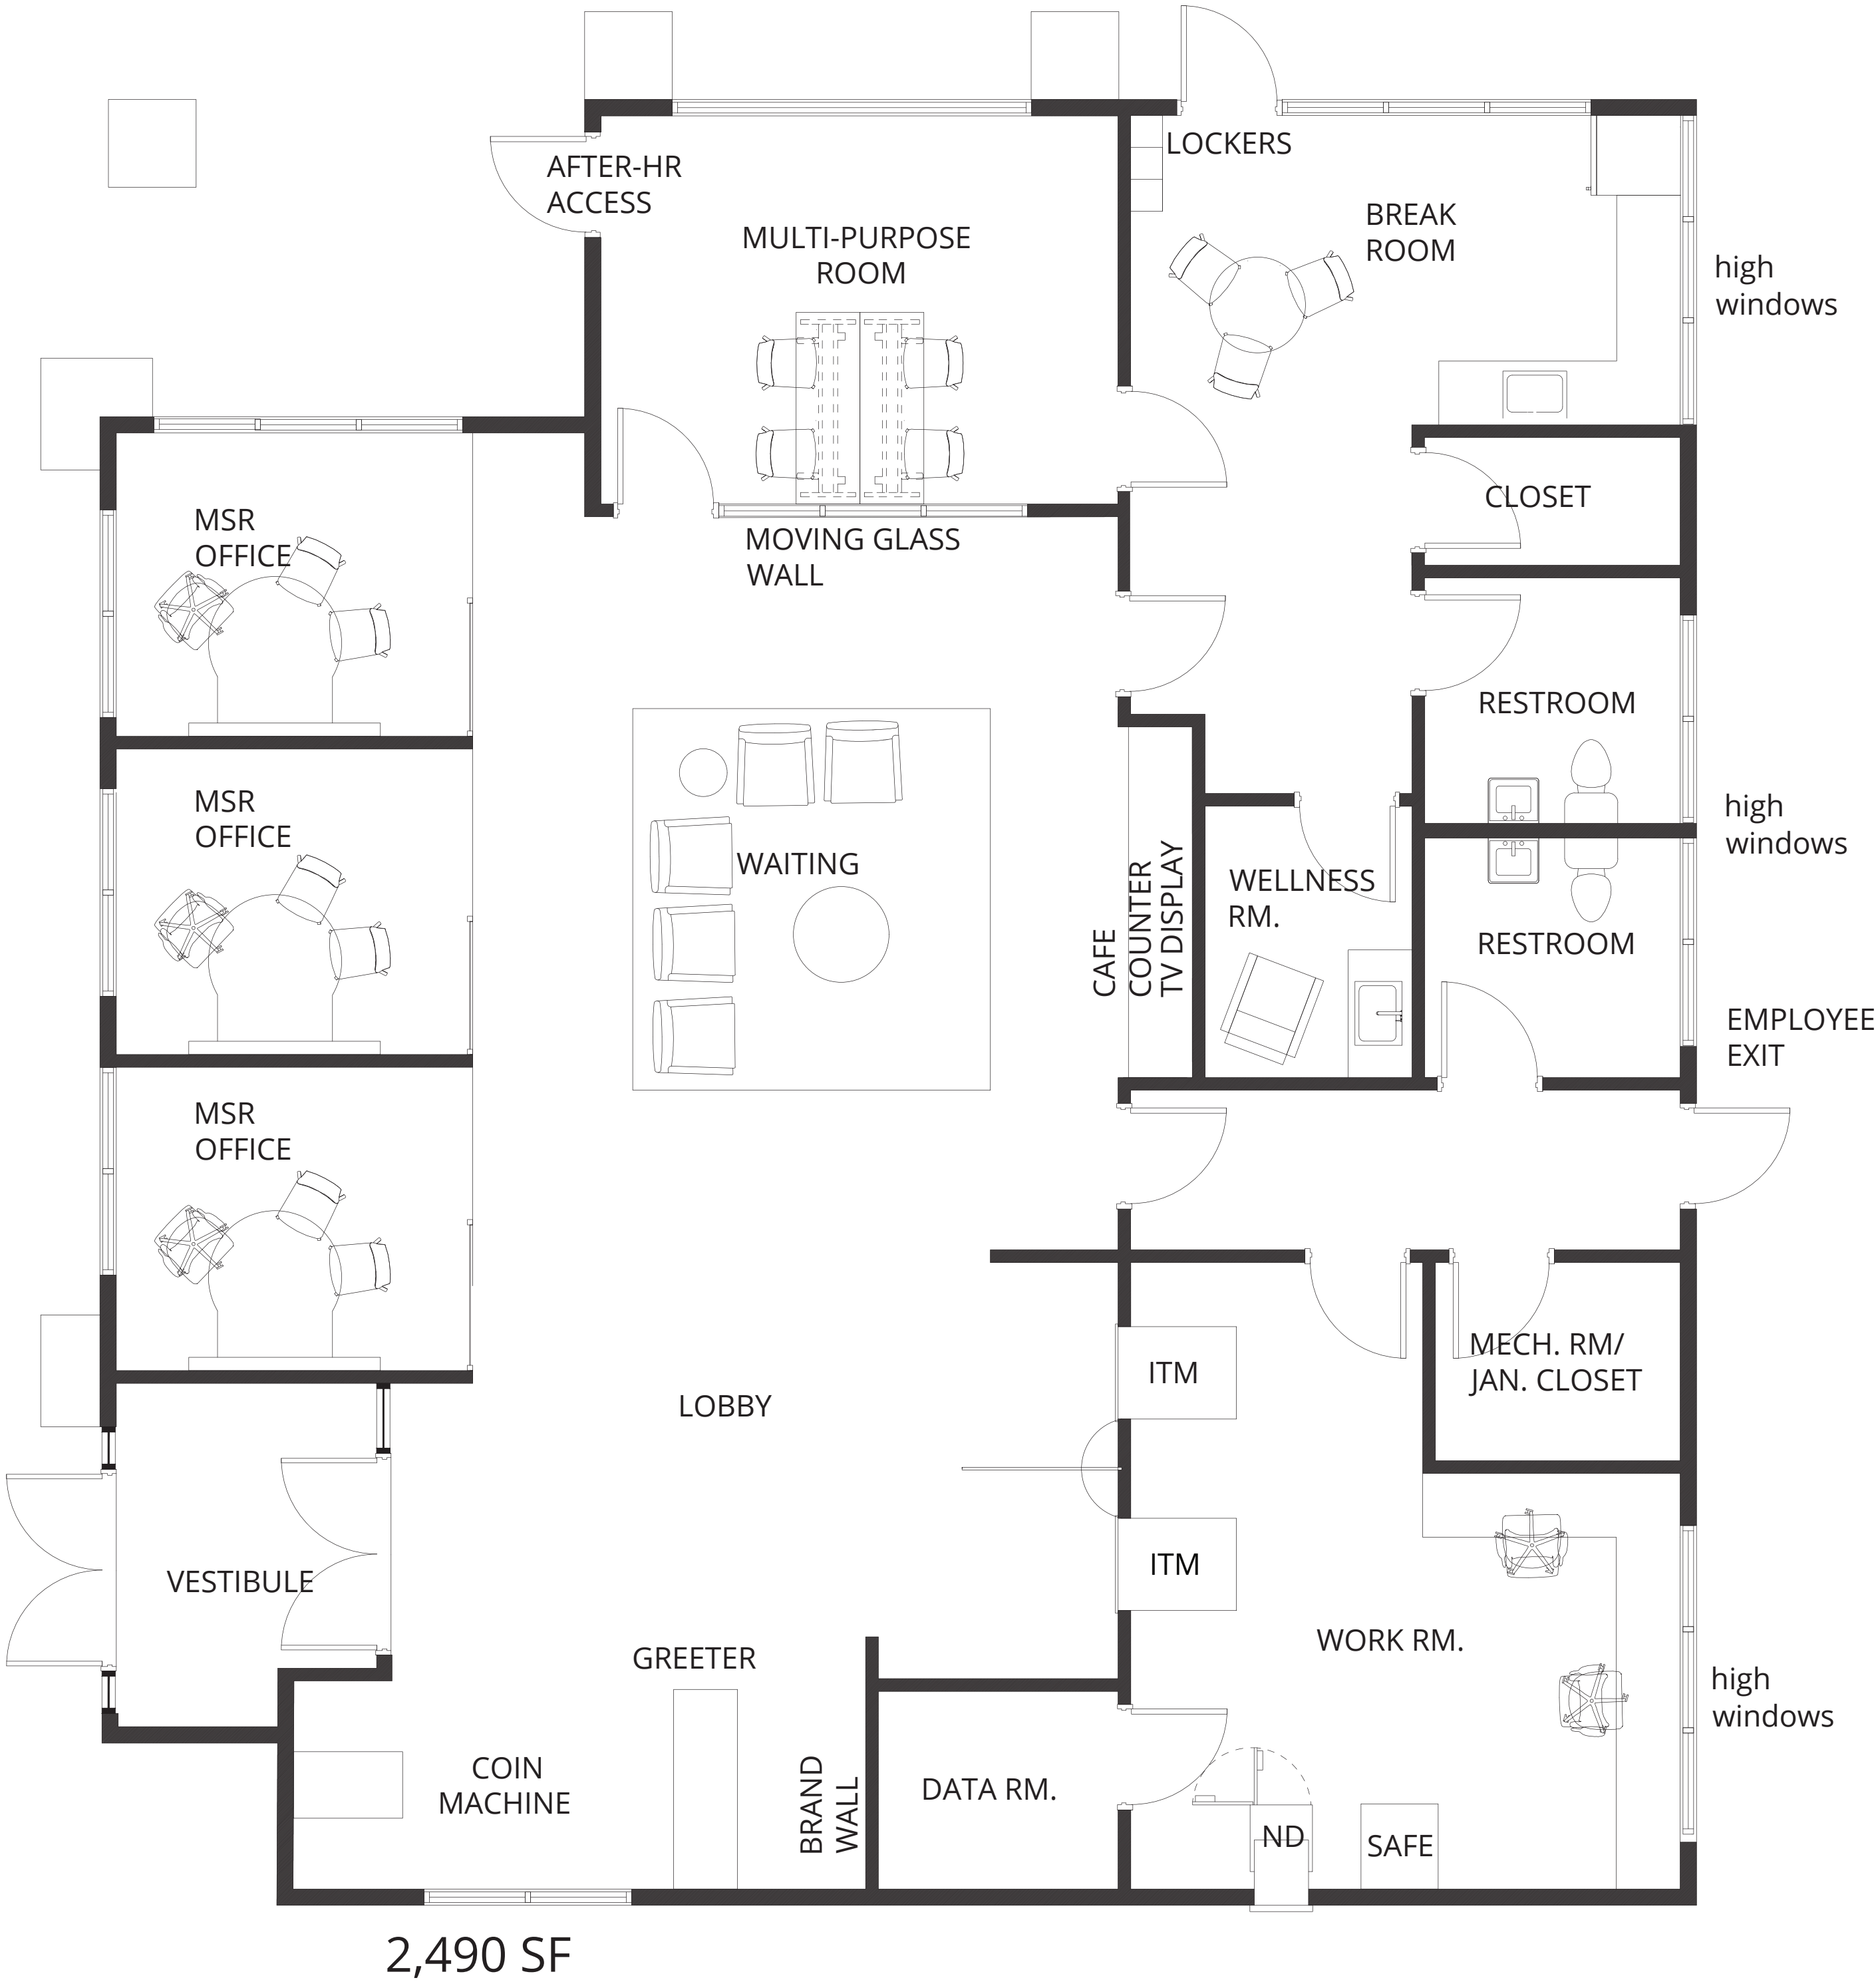 LOCKERS
AFTER-HR
ACCESS
BREAK
ROOM
MULTI-PURPOSE
ROOM
high
windows
CLOSET
MSR
OFFICE
MOVING GLASS
WALL
RESTROOM
MSR
OFFICE
high
windows
WAITING
CAFE
COUNTER
TV DISPLAY
WELLNESS
RM.
RESTROOM
EMPLOYEE
EXIT
MSR
OFFICE
ITM
MECH. RM/
JAN. CLOSET
LOBBY
ITM
VESTIBULE
WORK RM.
GREETER
high
windows
COIN
MACHINE
BRAND
WALL
DATA RM.
ND
SAFE
2,490 SF